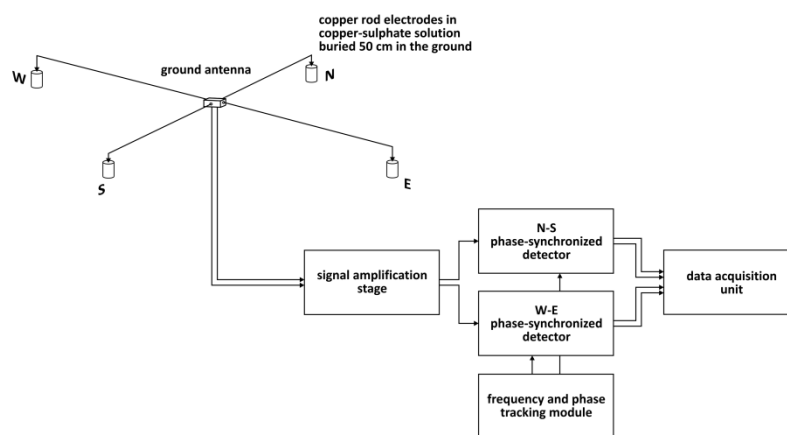 copper rod electrodes in
copper-sulphate solution
buried 50 cm in the ground
ground antenna
W
N
S
E
N-S
phase-synchronized
detector
signal amplification
stage
data acquisition
unit
W-E
phase-synchronized
detector
frequency and phase
tracking module